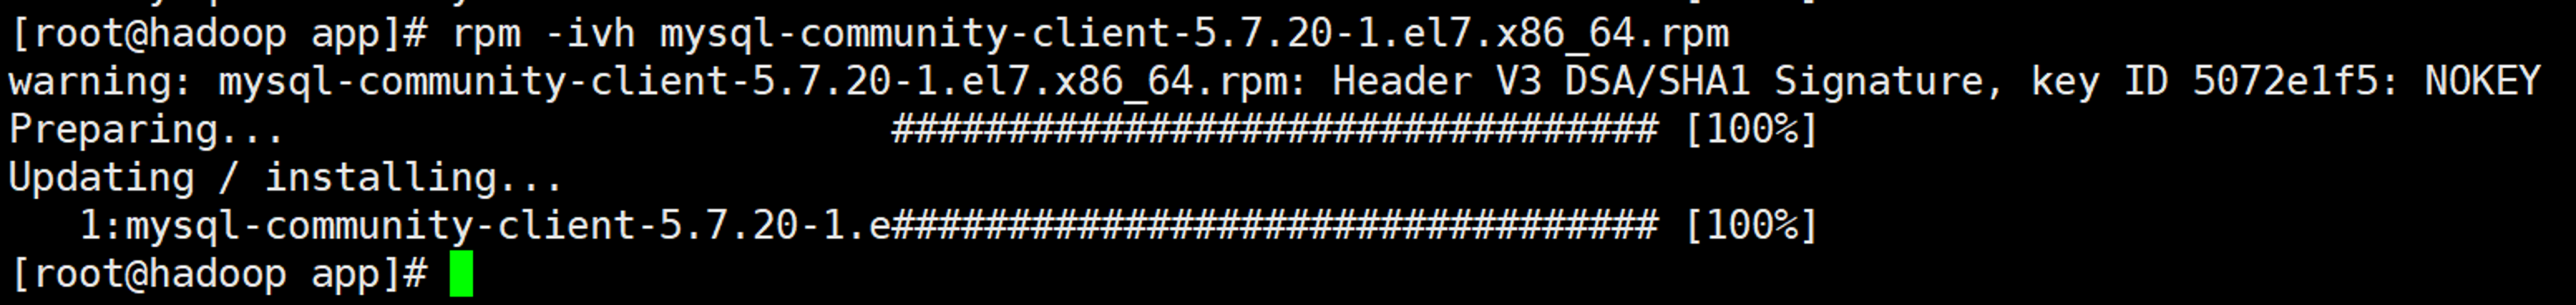 [root@hadoop app]# rpm -ivh mysql-community-client-5.7.20-1.el7.x86_64.rpm
warning: mysql-community-client-5.7.20-1.el7.x86_64.rpm: Header V3 DSA/SHA1 Signature, key ID 5072e1f5: NOKEY
Preparing...                          ################################# [100%]
Updating / installing...
   1:mysql-community-client-5.7.20-1.e################################# [100%]
[root@hadoop app]#